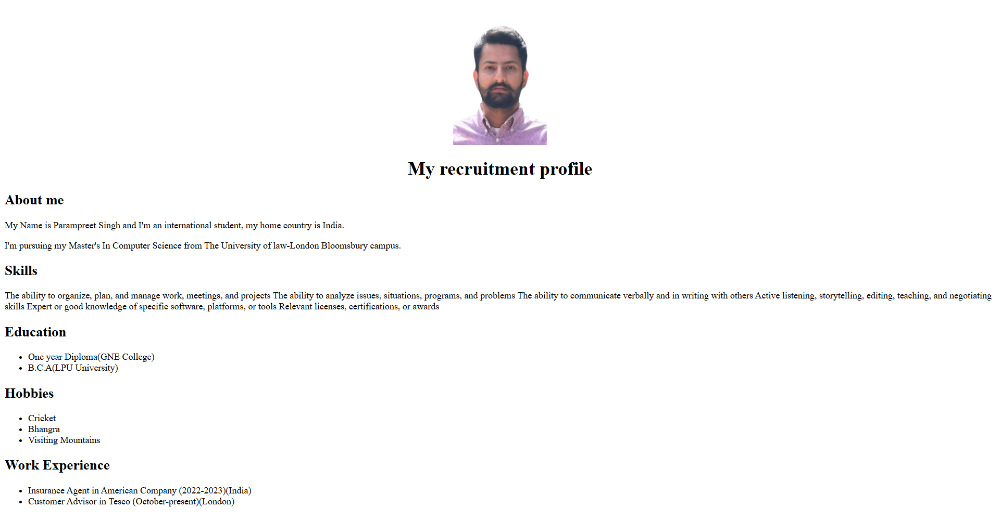 My recruitment profile
About me
My Name is Parampreet Singh and I'm an international student, my home country is India.
I'm pursuing my Master's In Computer Science from The University of law-London Bloomsbury campus.
Skills
The ability to organize, plan, and manage work, meetings, and projects The ability to analyze issues, situations, programs, and problems The ability to communicate verbally and in writing with others Active listening, storytelling, editing, teaching, and negotiating
skills Expert or good knowledge of specific software, platforms, or tools Relevant licenses, certifications, or awards
Education
• One year Diploma(GNE College)
• B.C.A(LPU University)
Hobbies
• Cricket
• Bhangra
• Visiting Mountains
Work Experience
• Insurance Agent in American Company (2022-2023)(India)
• Customer Advisor in Tesco (October-present)(London)